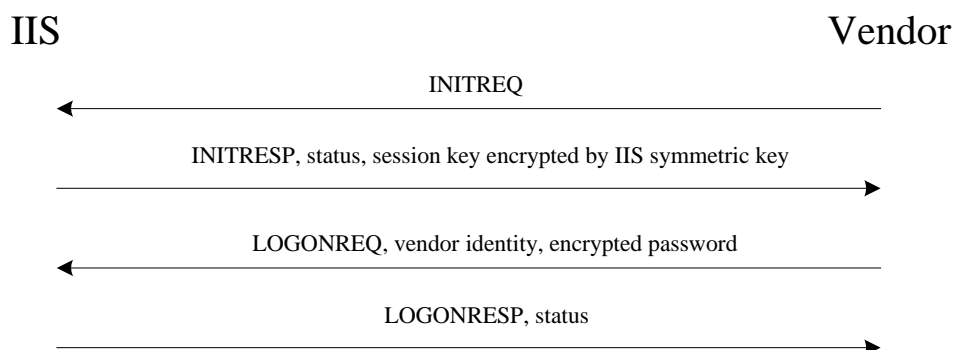 IIS
Vendor
INITREQ
INITRESP, status, session key encrypted by IIS symmetric key
LOGONREQ, vendor identity, encrypted password
LOGONRESP, status